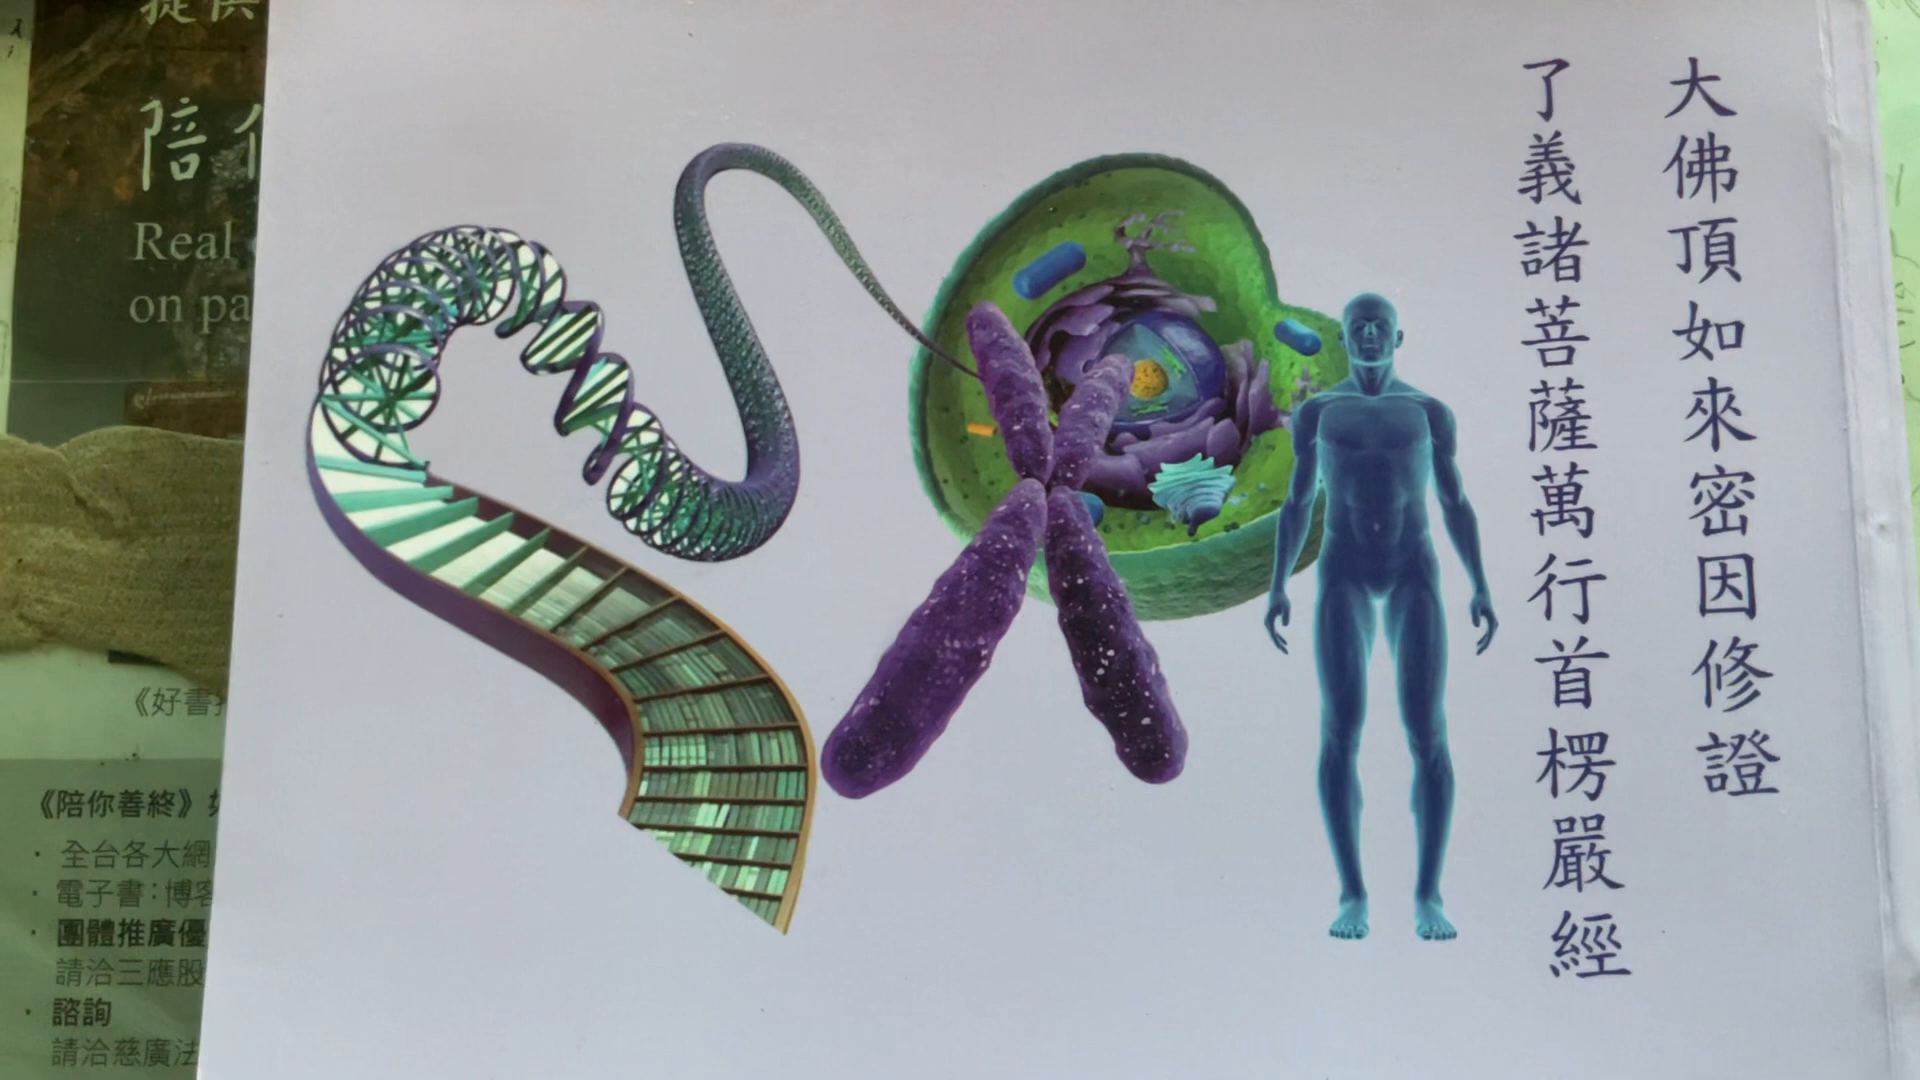 大佛頂如來密因修證
了義諸菩薩萬行首楞嚴經
提供
陪
Real
on pa
《好書
《陪你善終》
· 全台各大網
· 電子書：博客
· 團體推廣優
請洽三應股
· 諮詢
請洽慈廣法